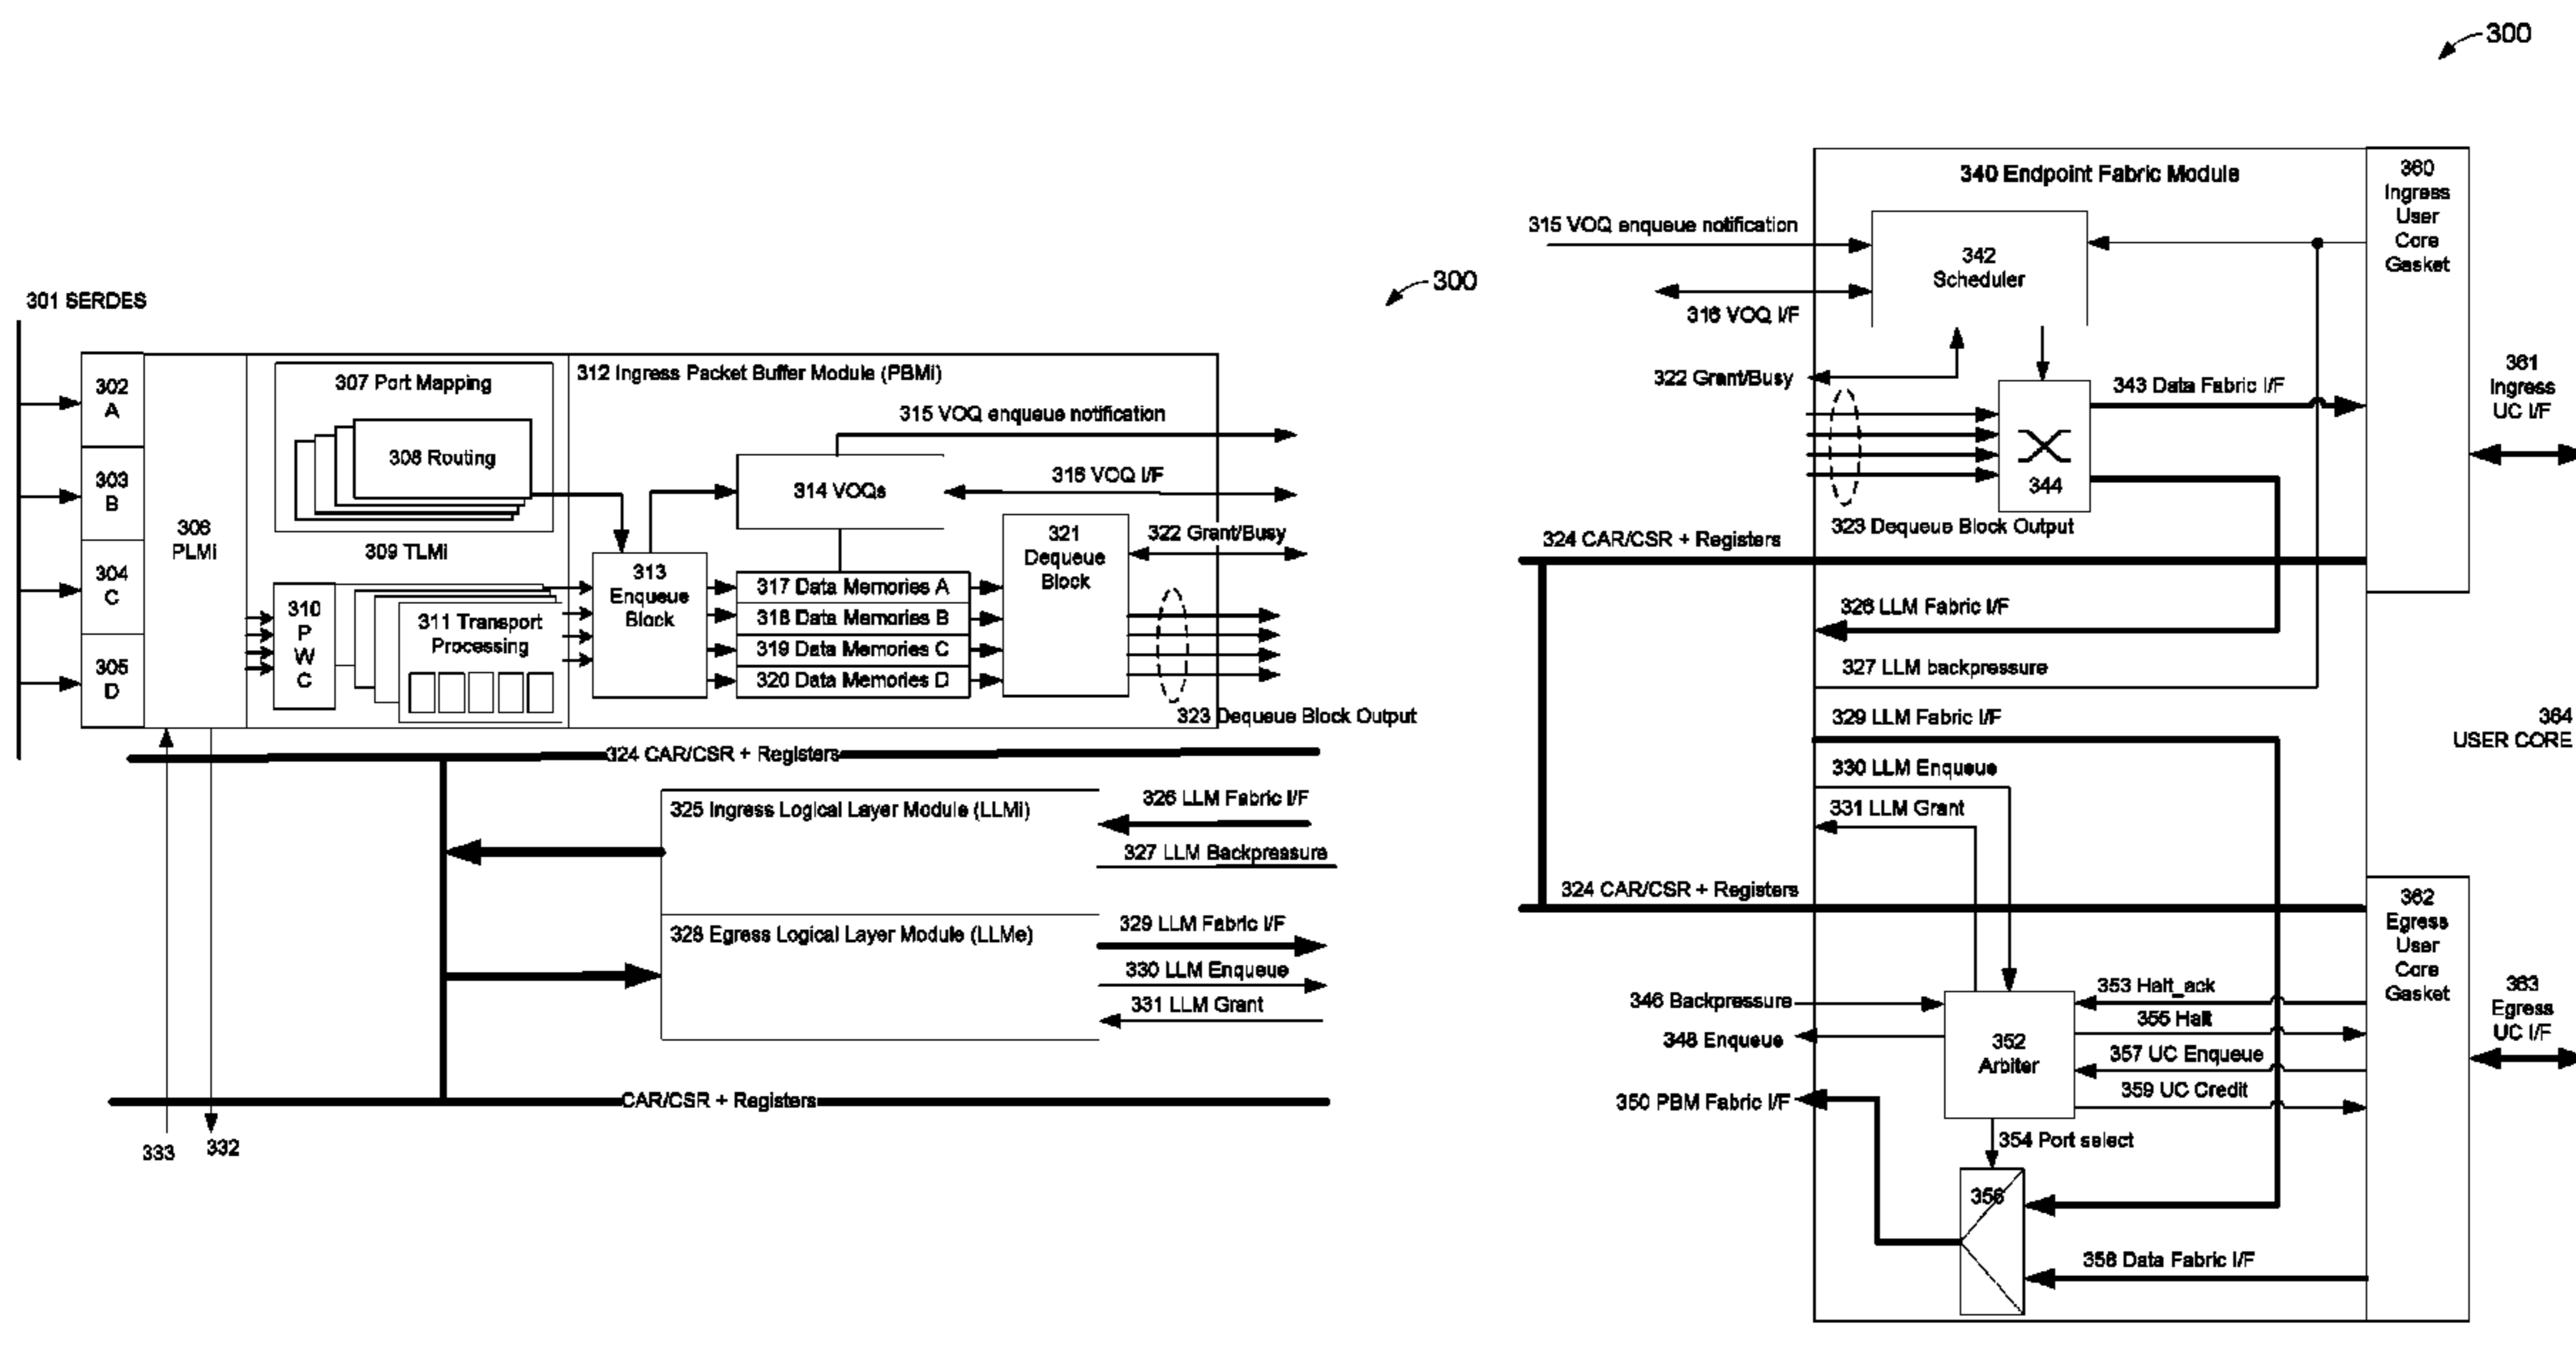 300
301 SERDES
300
302
A
303
B
304
C
305
D
306
PLMi
307 Port Mapping
308 Routing
309 TLMi
310
P
W
C
311 Transport
Processing
312 Ingress Packet Buffer Module (PBMi)
315 VOQ enqueue notification
314 VOQs
316 VOQ I/F
313
Enqueue
Block
317 Data Memories A
318 Data Memories B
319 Data Memories C
320 Data Memories D
321
Dequeue
Block
322 Grant/Busy
323 Dequeue Block Output
324 CAR/CSR + Registers
325 Ingress Logical Layer Module (LLMi)
326 LLM Fabric I/F
327 LLM Backpressure
328 Egress Logical Layer Module (LLMe)
329 LLM Fabric I/F
330 LLM Enqueue
331 LLM Grant
CAR/CSR + Registers
333
332
340 Endpoint Fabric Module
315 VOQ enqueue notification
342
Scheduler
316 VOQ I/F
322 Grant/Busy
343 Data Fabric I/F
344
323 Dequeue Block Output
324 CAR/CSR + Registers
326 LLM Fabric I/F
327 LLM backpressure
329 LLM Fabric I/F
330 LLM Enqueue
331 LLM Grant
324 CAR/CSR + Registers
346 Backpressure
348 Enqueue
350 PBM Fabric I/F
352
Arbiter
353 Halt_ack
355 Halt
357 UC Enqueue
359 UC Credit
354 Port select
356
358 Data Fabric I/F
360
Ingress
User
Core
Gasket
361
Ingress
UC I/F
364
USER CORE
362
Egress
User
Core
Gasket
363
Egress
UC I/F